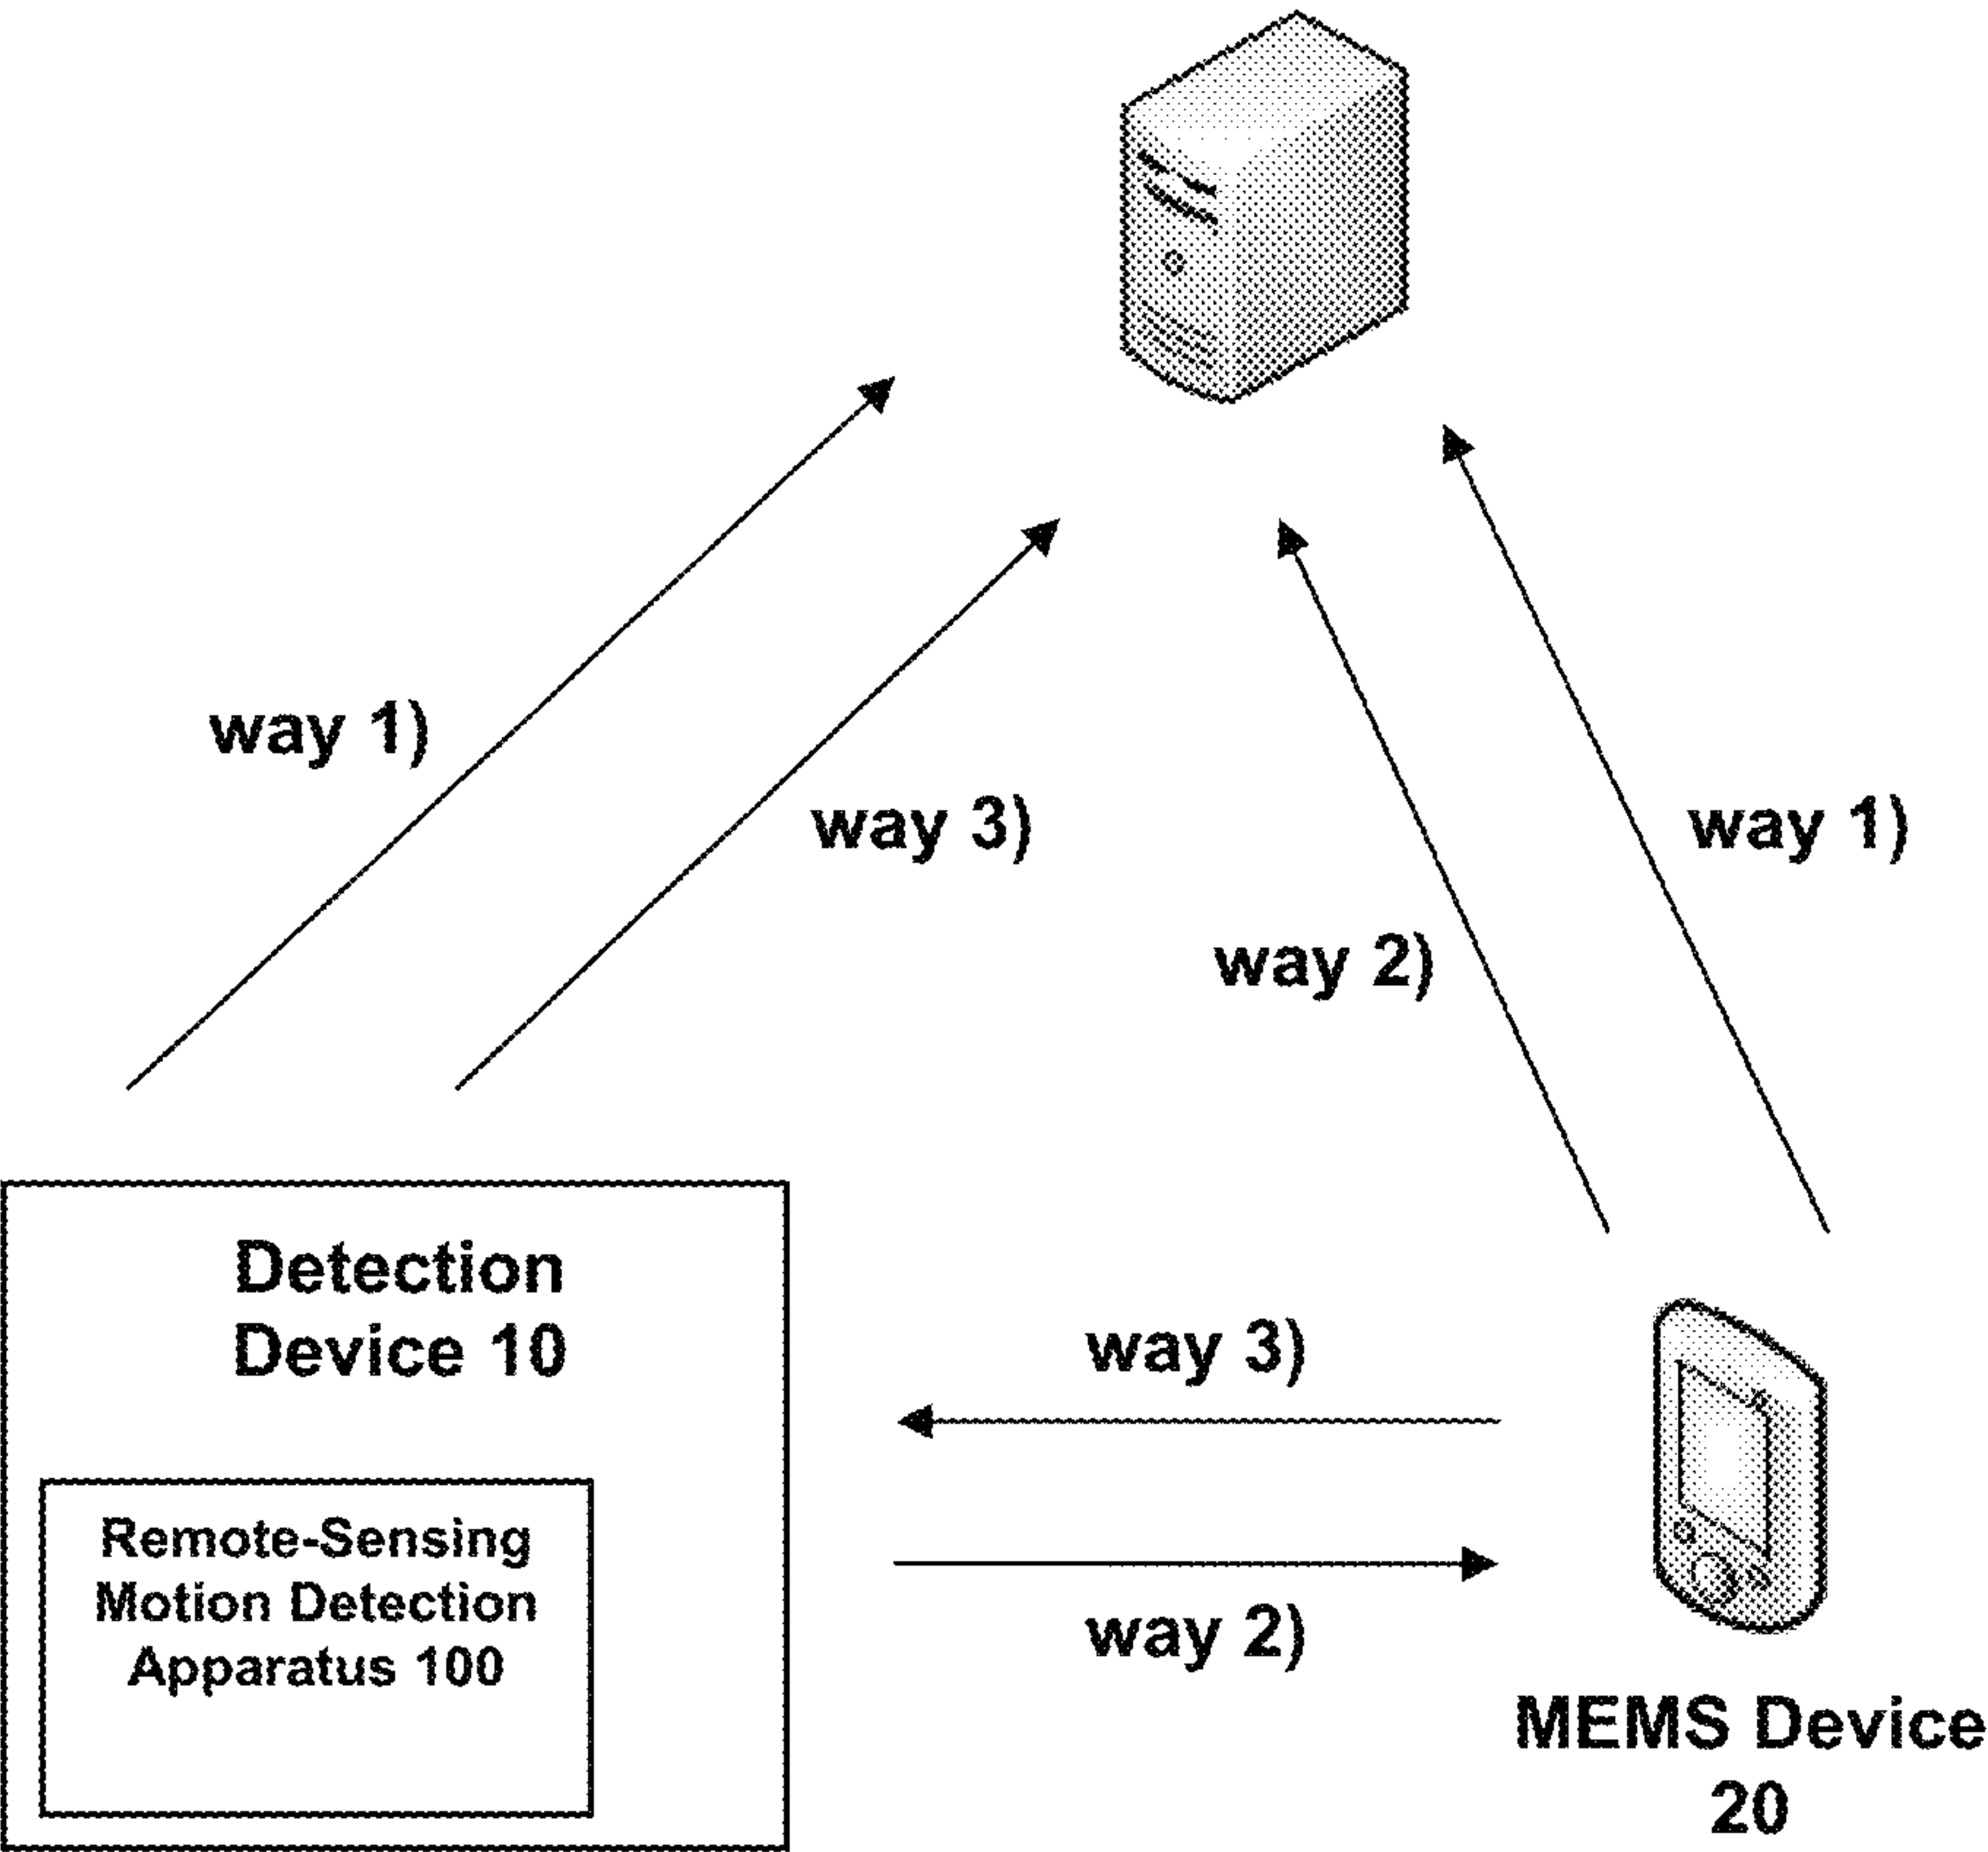 way 1)
way 3)
way 1)
way 2)
Detection
Device 10
way 3)
Remote-Sensing
Motion Detection
Apparatus 100
way 2)
MEMS Device
20